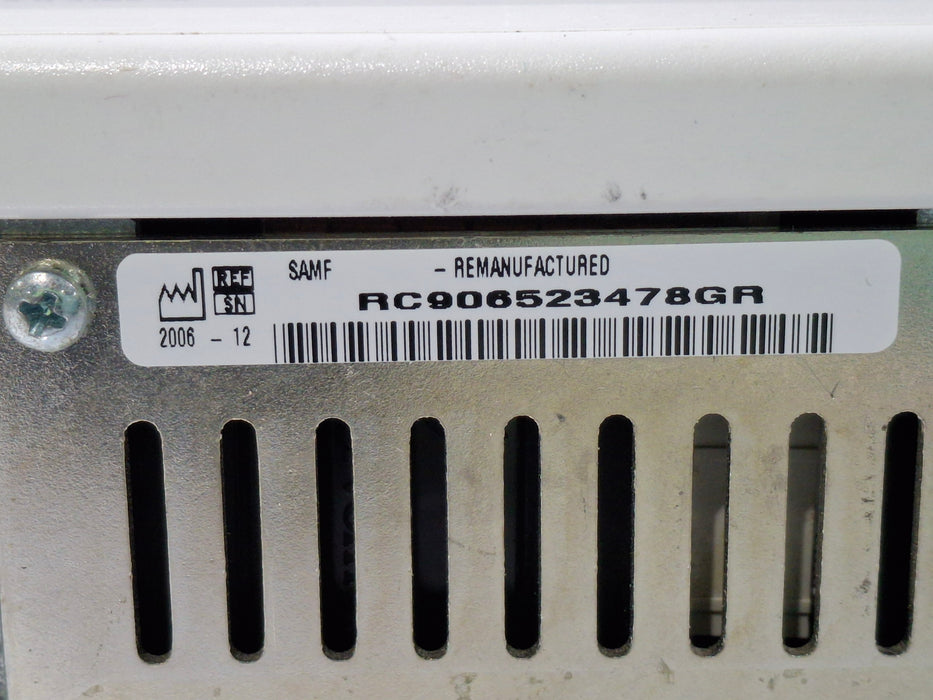 REF SAMF - REMANUFACTURED
SN RC906523478GR
2006 - 12